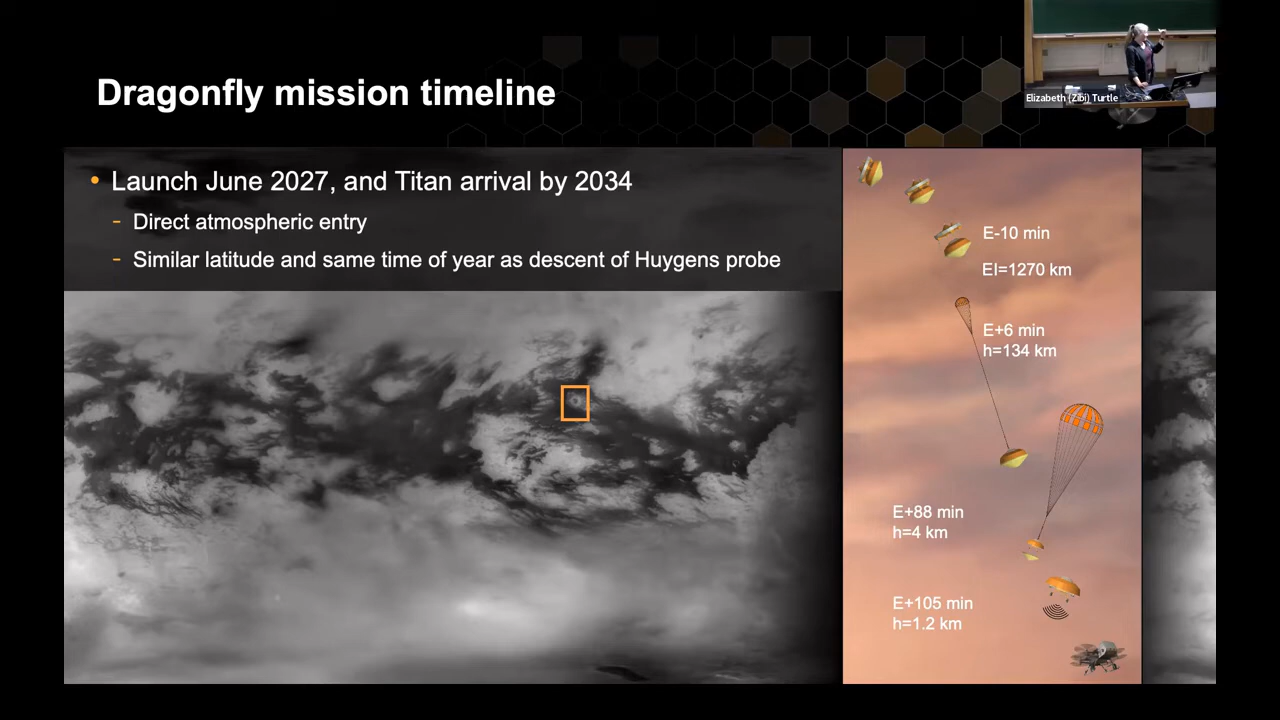 Dragonfly mission timeline
Elizabeth (Zibi) Turtle
• Launch June 2027, and Titan arrival by 2034
- Direct atmospheric entry
- Similar latitude and same time of year as descent of Huygens probe
E-10 min
EI=1270 km
E+6 min
h=134 km
E+88 min
h=4 km
E+105 min
h=1.2 km